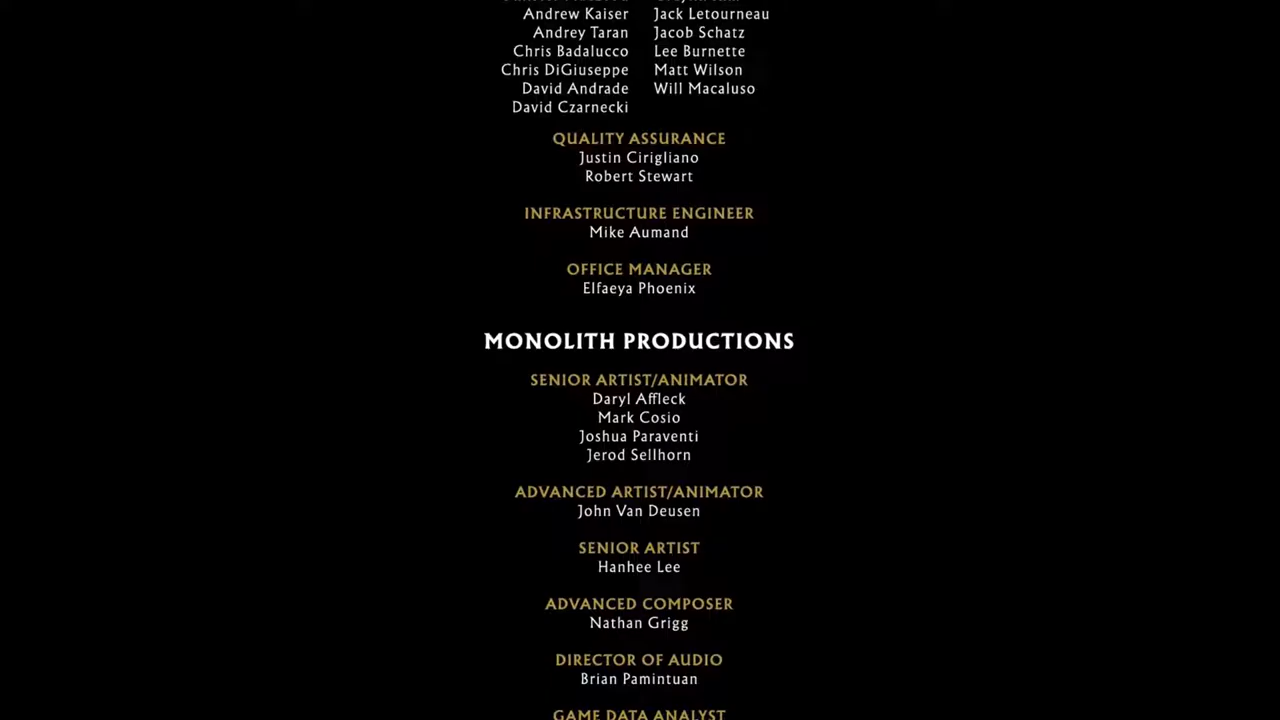 Andrew Kaiser Jack Letourneau
Andrey Taran Jacob Schatz
Chris Badalucco Lee Burnette
Chris DiGiuseppe Matt Wilson
David Andrade Will Macaluso
David Czarnecki
QUALITY ASSURANCE
Justin Cirigliano
Robert Stewart
INFRASTRUCTURE ENGINEER
Mike Aumand
OFFICE MANAGER
Elfaeya Phoenix
MONOLITH PRODUCTIONS
SENIOR ARTIST/ANIMATOR
Daryl Affleck
Mark Cosio
Joshua Paraventi
Jerod Sellhorn
ADVANCED ARTIST/ANIMATOR
John Van Deusen
SENIOR ARTIST
Hanhee Lee
ADVANCED COMPOSER
Nathan Grigg
DIRECTOR OF AUDIO
Brian Pamintuan
GAME DATA ANALYST